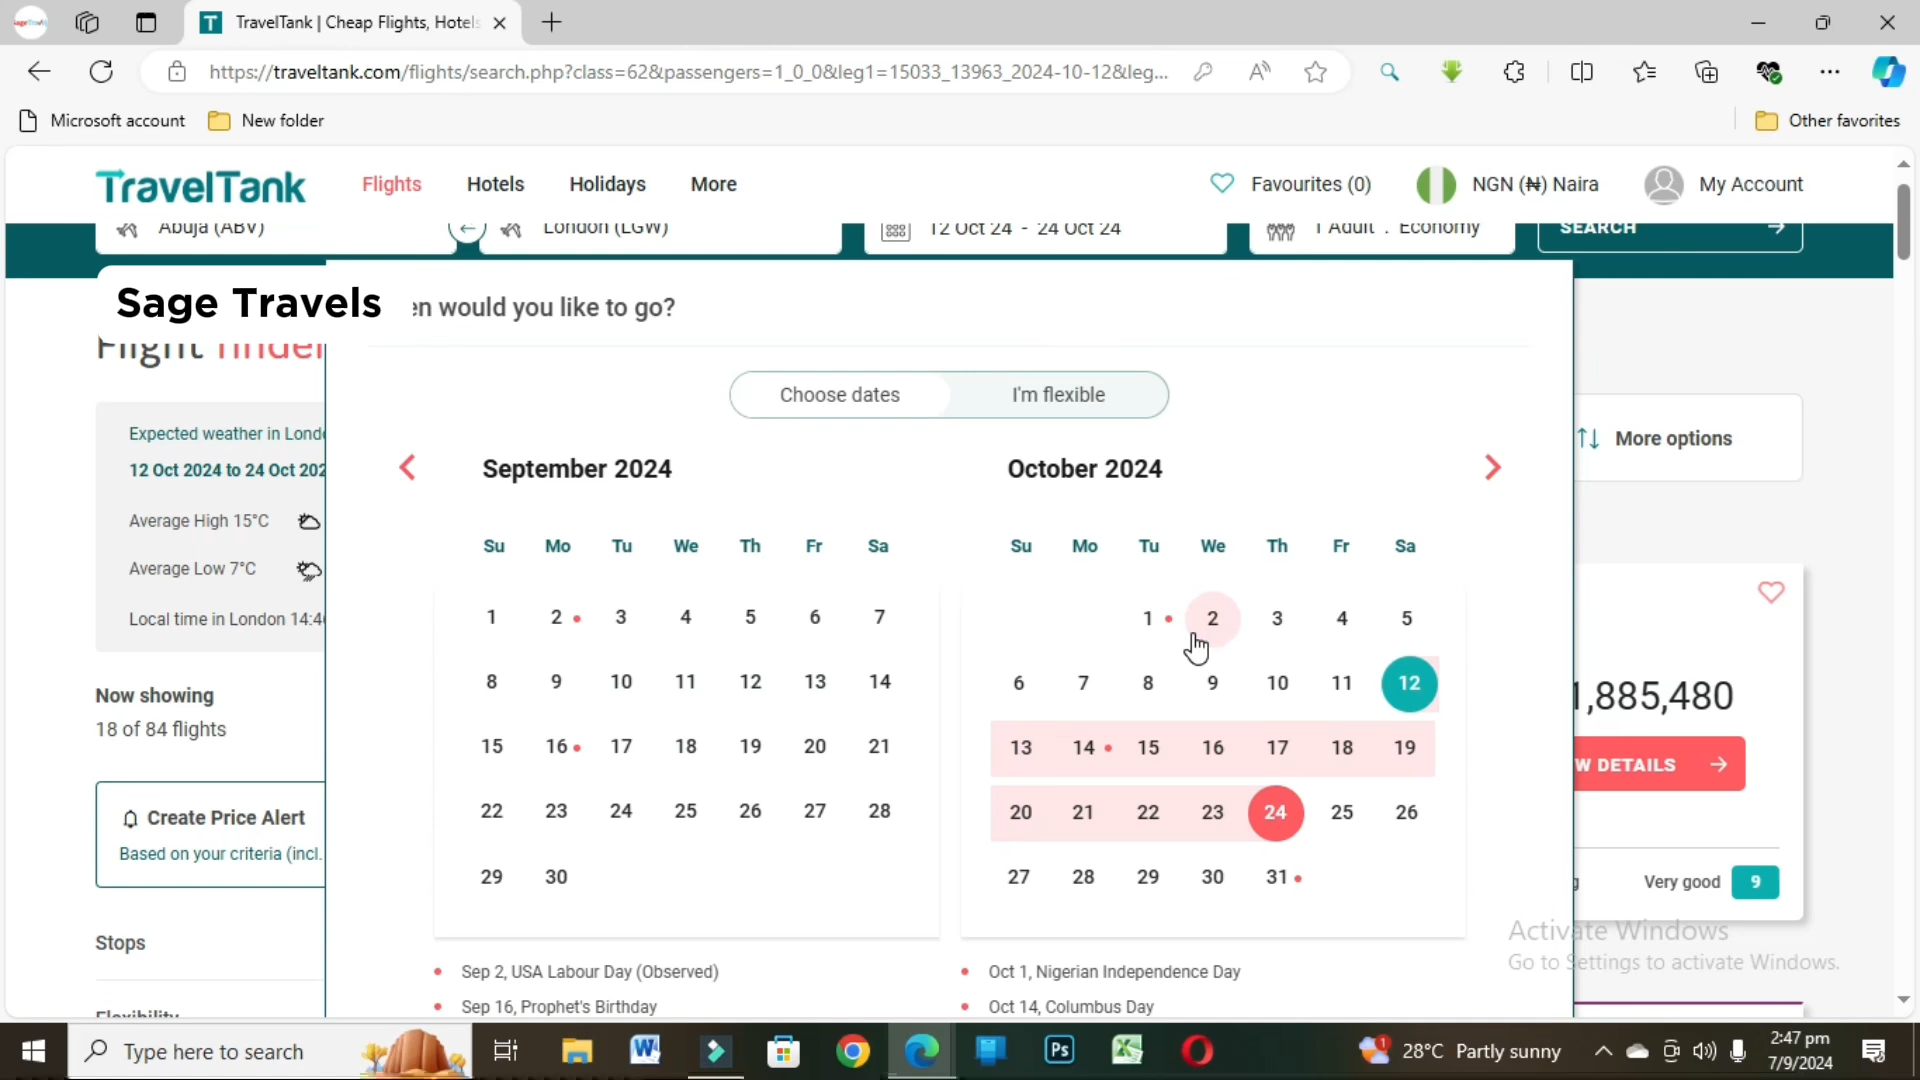 TravelTank | Cheap Flights, Hotels
https://traveltank.com/flights/search.php?class=62&passengers=1_0_0&leg1=15033_13963_2024-10-12&leg...
Microsoft account
New folder
Other favorites
TravelTank
Flights
Hotels
Holidays
More
Favourites (0)
NGN (₦) Naira
My Account
Abuja (ABV)
London (LGW)
12 Oct 24 - 24 Oct 24
1 Adult . Economy
SEARCH
Sage Travels
en would you like to go?
Flight finder
Choose dates
I'm flexible
Expected weather in Lond
12 Oct 2024 to 24 Oct 202
Average High 15°C
Average Low 7°C
Local time in London 14:4
More options
September 2024
October 2024
Su Mo Tu We Th Fr Sa
1 2 3 4 5 6 7
8 9 10 11 12 13 14
15 16 17 18 19 20 21
22 23 24 25 26 27 28
29 30
Su Mo Tu We Th Fr Sa
1 2 3 4 5
6 7 8 9 10 11 12
13 14 15 16 17 18 19
20 21 22 23 24 25 26
27 28 29 30 31
Sep 2, USA Labour Day (Observed)
Sep 16, Prophet's Birthday
Oct 1, Nigerian Independence Day
Oct 14, Columbus Day
Now showing
18 of 84 flights
Create Price Alert
Based on your criteria (incl.
Stops
Flexibility
1,885,480
W DETAILS
g
Very good 9
Activate Windows
Go to Settings to activate Windows.
Type here to search
28°C Partly sunny
2:47 pm
7/9/2024